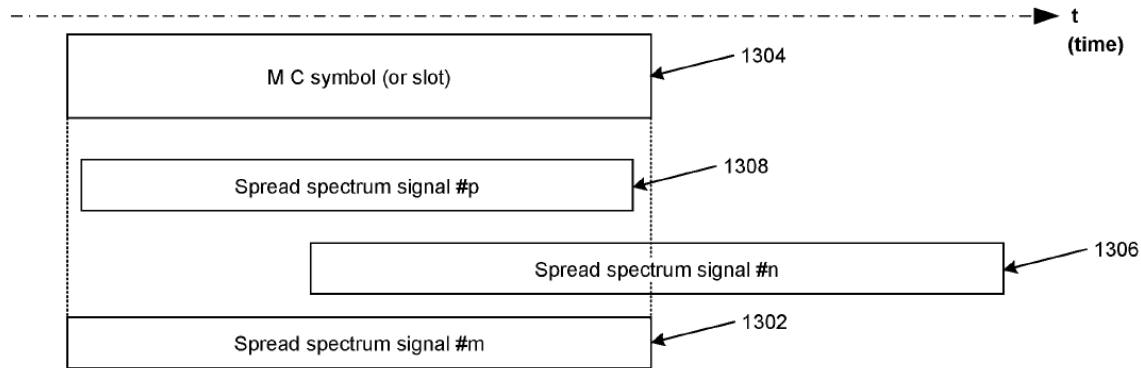 t
(time)
M C symbol (or slot)
1304
Spread spectrum signal #p
1308
Spread spectrum signal #n
1306
Spread spectrum signal #m
1302